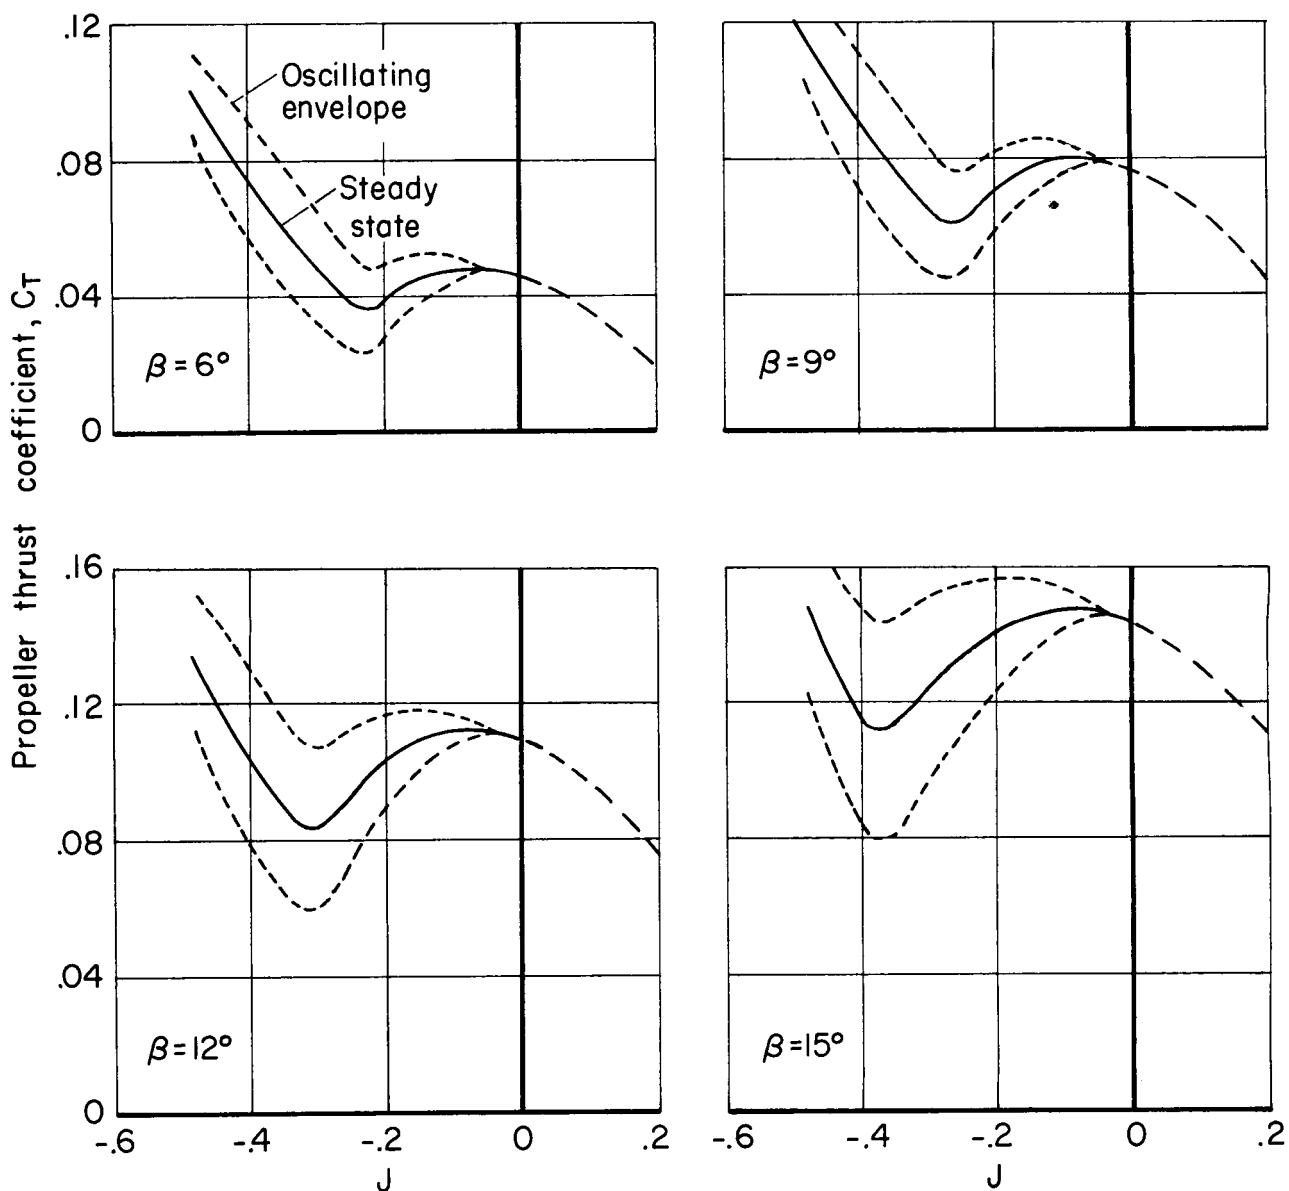 .12
Oscillating
envelope
.08
Steady
state
.04
β = 6°
β = 9°
0
Propeller thrust coefficient, CT
.16
.12
.08
.04
β = 12°
β = 15°
0
-.6 -.4 -.2 0 .2
-.6 -.4 -.2 0 .2
J
J